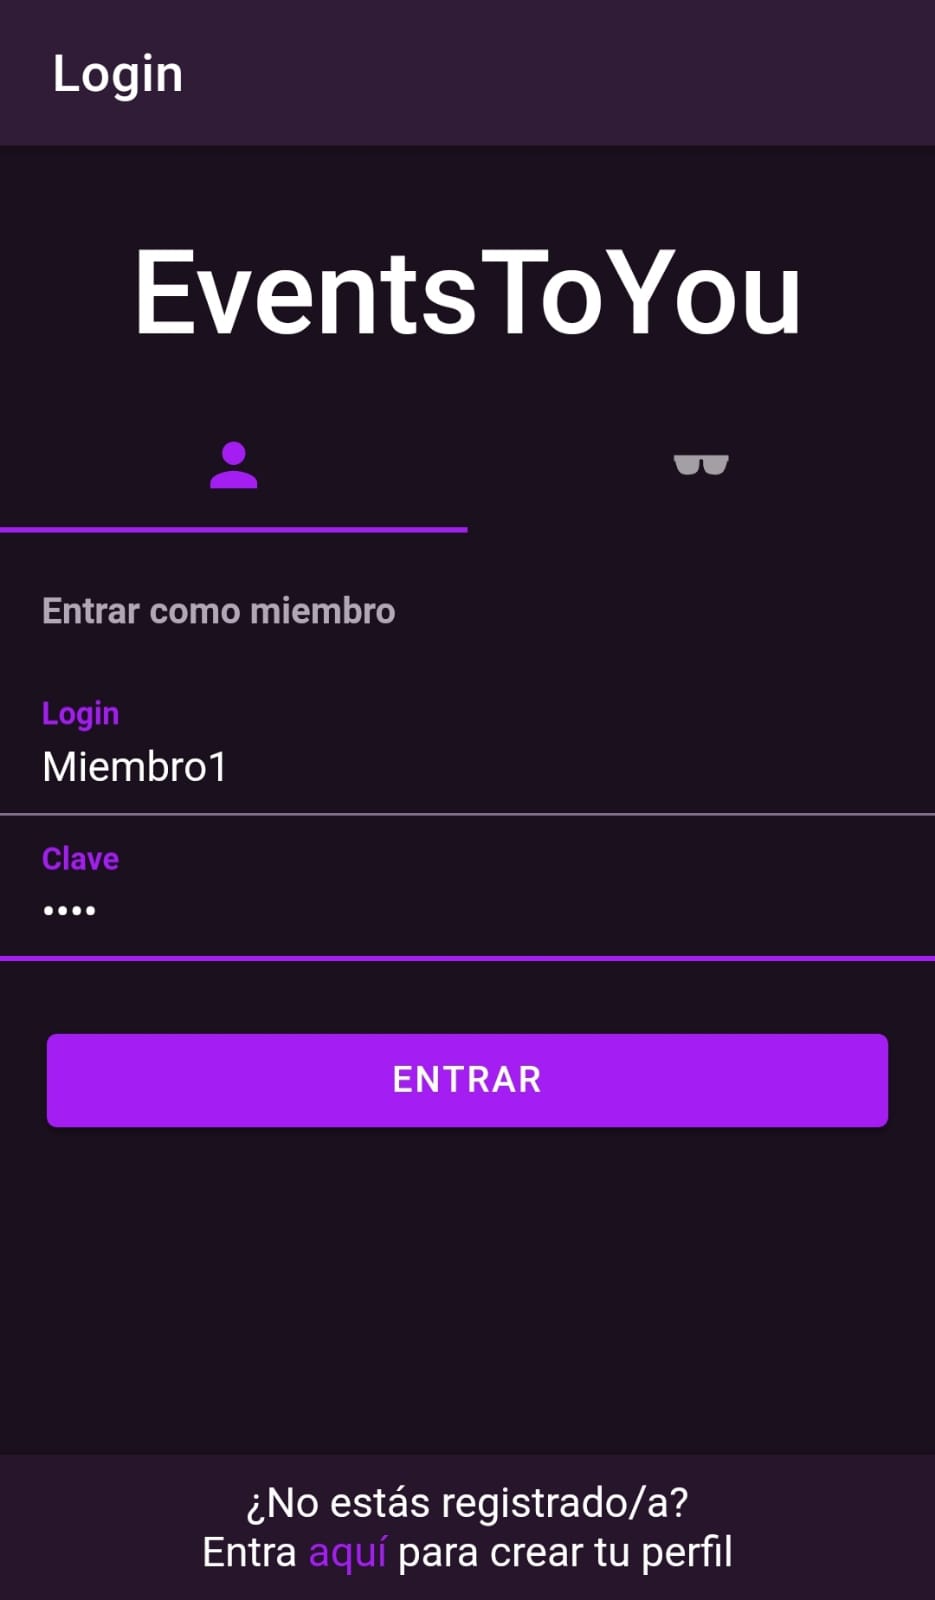 Login
EventsToYou
Entrar como miembro
Login
Miembro1
Clave
••••
ENTRAR
¿No estás registrado/a?
Entra aquí para crear tu perfil